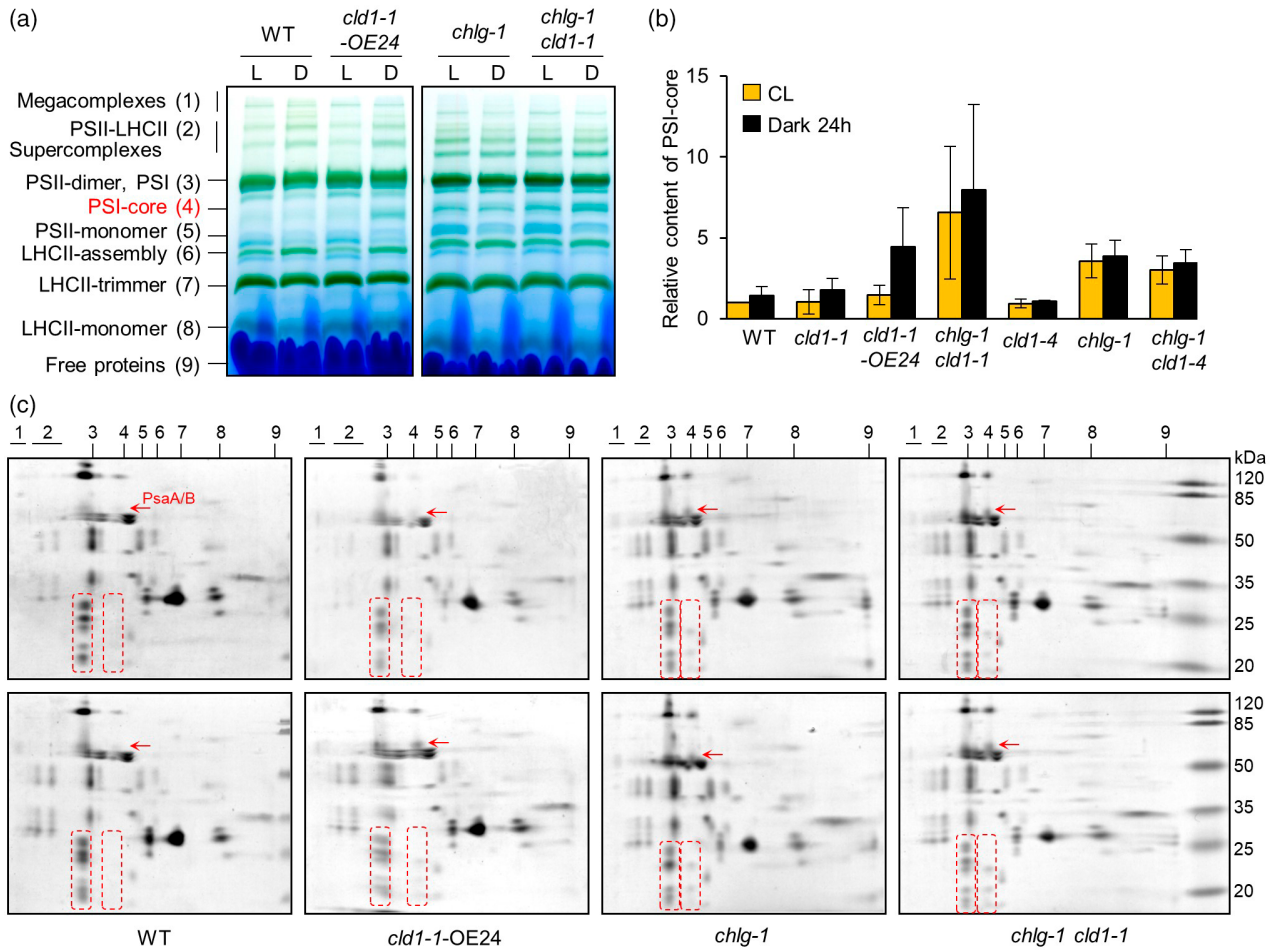 (a)
WT
cld1-1
-OE24
chlg-1
chlg-1
cld1-1
L D L D L D L D
Megacomplexes (1)
PSII-LHCII (2)
Supercomplexes
PSII-dimer, PSI (3)
PSI-core (4)
PSII-monomer (5)
LHCII-assembly (6)
LHCII-trimmer (7)
LHCII-monomer (8)
Free proteins (9)
(b)
Relative content of PSI-core
15
10
5
0
CL
Dark 24h
WT
cld1-1
cld1-1
-OE24
chlg-1
cld1-1
cld1-4
chlg-1
chlg-1
cld1-4
(c)
1 2 3 4 5 6 7 8 9
1 2 3 4 5 6 7 8 9
1 2 3 4 5 6 7 8 9
1 2 3 4 5 6 7 8 9
PsaA/B
kDa
120
85
50
35
25
20
120
85
50
35
25
20
WT
cld1-1-OE24
chlg-1
chlg-1 cld1-1